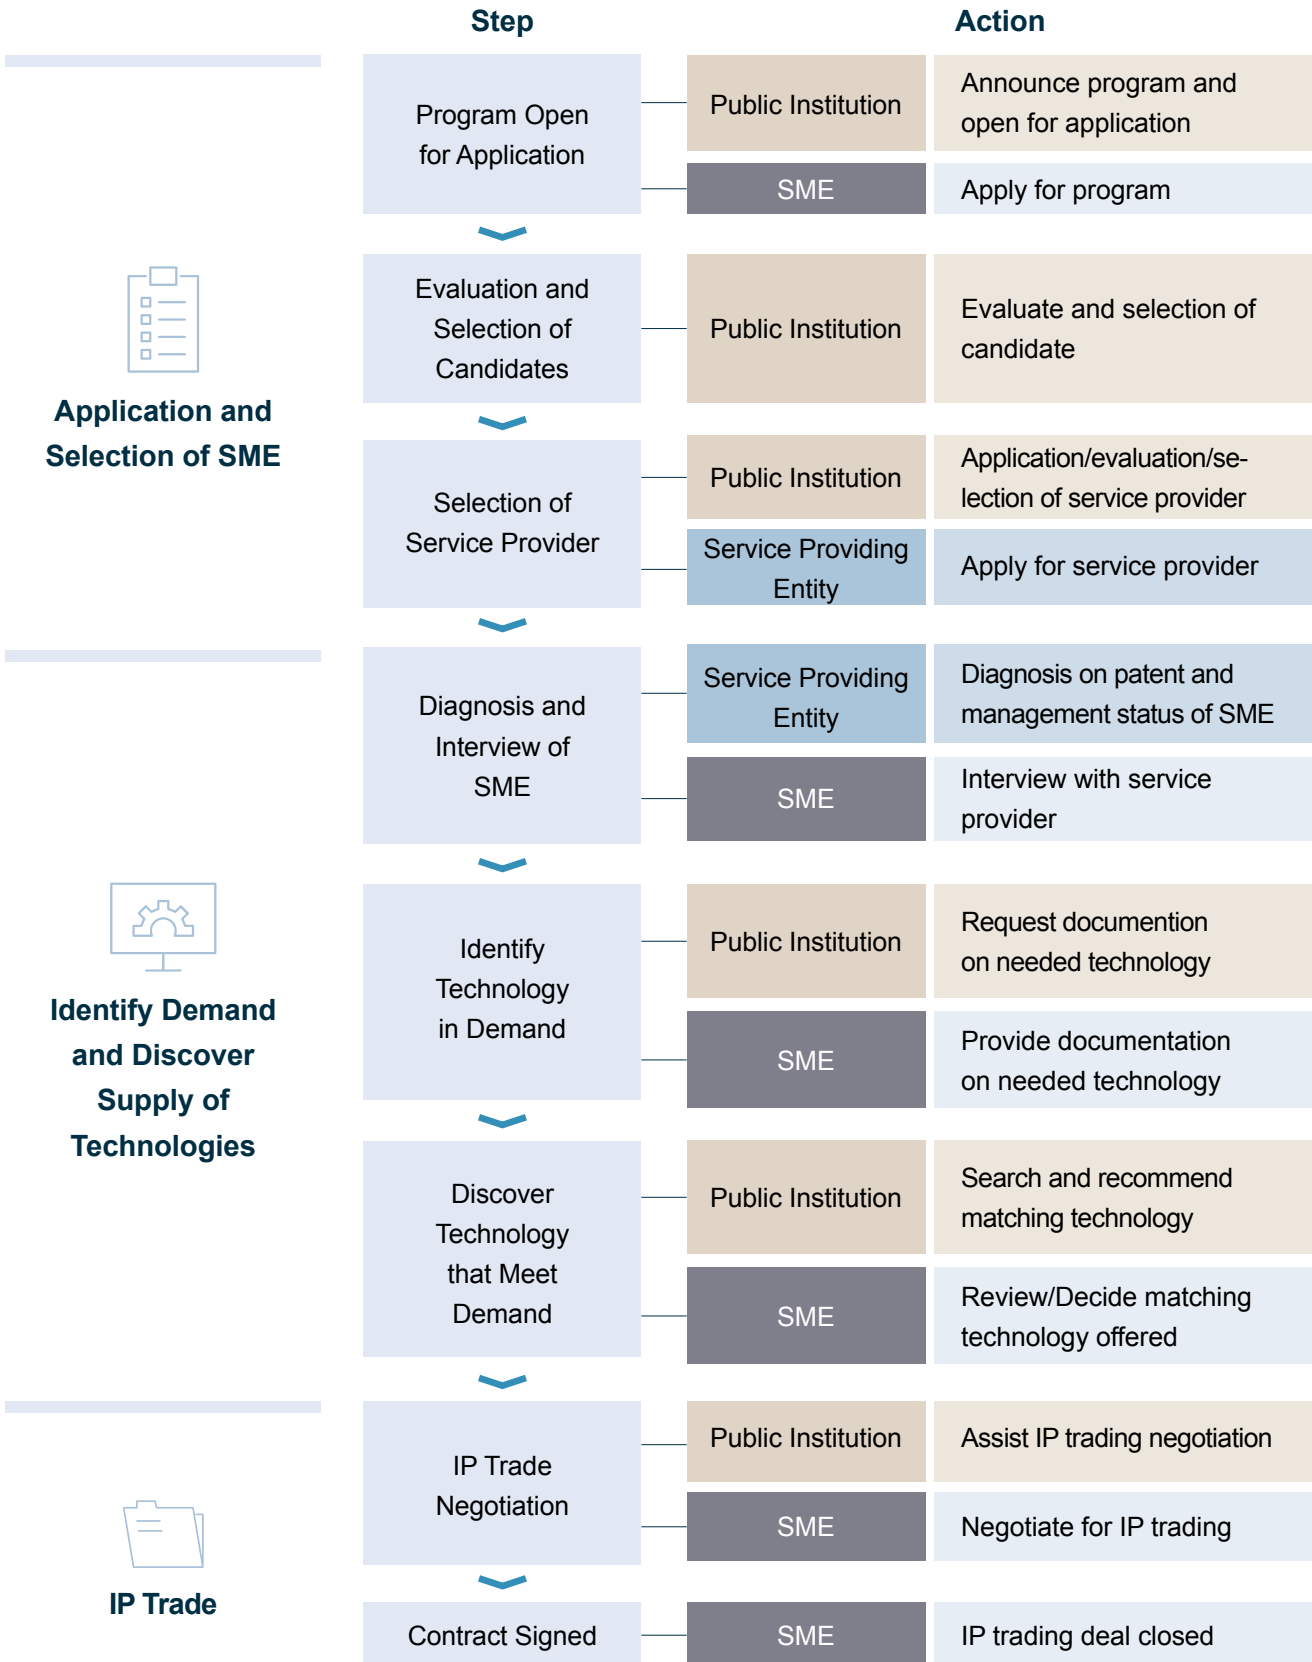 Step
Action
Application and
Selection of SME
Program Open
for Application
Public Institution
Announce program and
open for application
SME
Apply for program
Evaluation and
Selection of
Candidates
Public Institution
Evaluate and selection of
candidate
Selection of
Service Provider
Public Institution
Application/evaluation/se-
lection of service provider
Service Providing
Entity
Apply for service provider
Identify Demand
and Discover
Supply of
Technologies
Diagnosis and
Interview of
SME
Service Providing
Entity
Diagnosis on patent and
management status of SME
SME
Interview with service
provider
Identify
Technology
in Demand
Public Institution
Request documention
on needed technology
SME
Provide documentation
on needed technology
Discover
Technology
that Meet
Demand
Public Institution
Search and recommend
matching technology
SME
Review/Decide matching
technology offered
IP Trade
IP Trade
Negotiation
Public Institution
Assist IP trading negotiation
SME
Negotiate for IP trading
Contract Signed
SME
IP trading deal closed